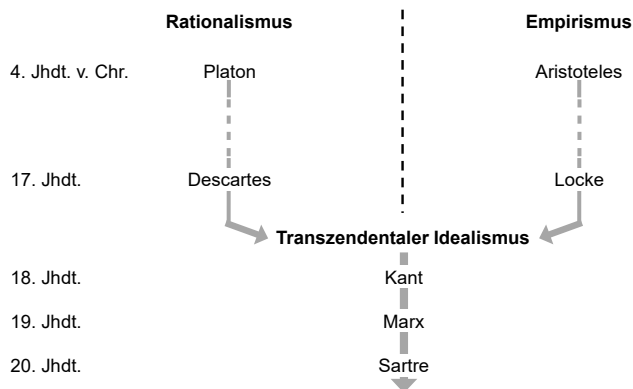 Rationalismus Empirismus
4. Jhdt. v. Chr. Platon Aristoteles
17. Jhdt. Descartes Locke
Transzendentaler Idealismus
18. Jhdt. Kant
19. Jhdt. Marx
20. Jhdt. Sartre